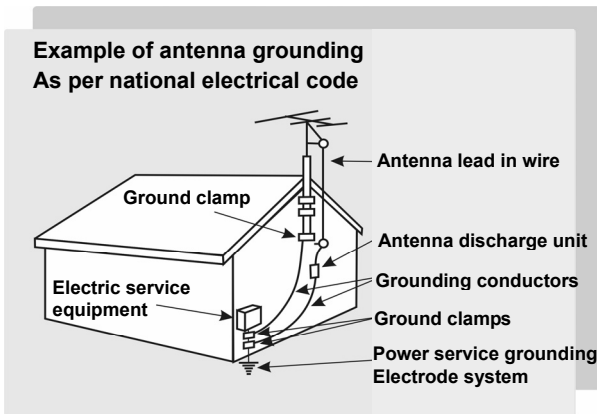 Example of antenna grounding
As per national electrical code
Antenna lead in wire
Ground clamp
Antenna discharge unit
Electric service
equipment
Grounding conductors
Ground clamps
Power service grounding
Electrode system